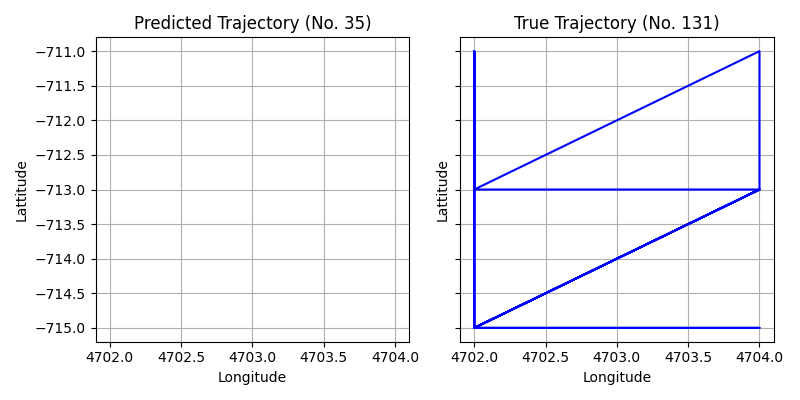 Predicted Trajectory (No. 35)
−711.0
−711.5
−712.0
−712.5
−713.0
−713.5
−714.0
−714.5
−715.0
Lattitude
4702.0 4702.5 4703.0 4703.5 4704.0
Longitude
True Trajectory (No. 131)
Lattitude
4702.0 4702.5 4703.0 4703.5 4704.0
Longitude